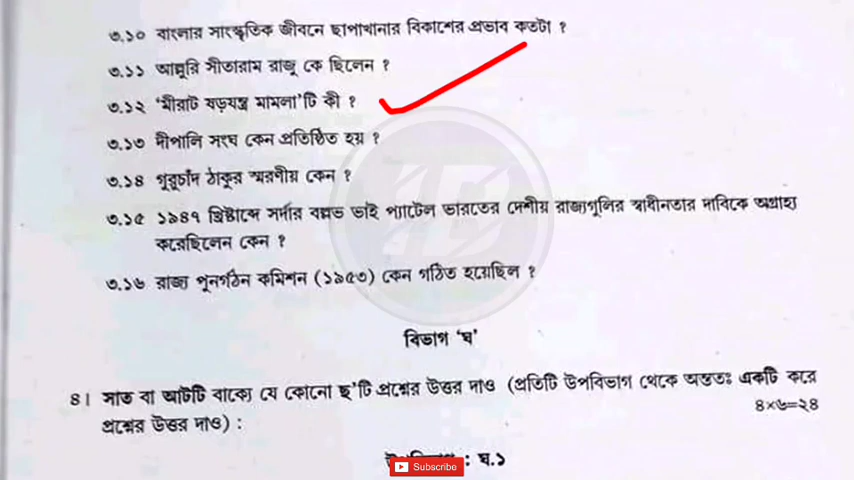 ৩.১০ বাংলার সাংস্কৃতিক জীবনে ছাপাখানার বিকাশের প্রভাব কতটা ?
৩.১১ আল্লুরি সীতারাম রাজু কে ছিলেন ?
৩.১২ ‘মীরাট ষড়যন্ত্র মামলা’টি কী ?
৩.১৩ দীপালি সংঘ কেন প্রতিষ্ঠিত হয় ?
৩.১৪ গুরুচাঁদ ঠাকুর স্মরণীয় কেন ?
৩.১৫ ১৯৪৭ খ্রিষ্টাব্দে সর্দার বল্লভ ভাই প্যাটেল ভারতের দেশীয় রাজ্যগুলির স্বাধীনতার দাবিকে অগ্রাহ্য
করেছিলেন কেন ?
৩.১৬ রাজ্য পুনর্গঠন কমিশন (১৯৫৩) কেন গঠিত হয়েছিল ?
বিভাগ ‘ঘ’
৪। সাত বা আটটি বাক্যে যে কোনো ছ’টি প্রশ্নের উত্তর দাও (প্রতিটি উপবিভাগ থেকে অন্ততঃ একটি করে
প্রশ্নের উত্তর দাও) :
৪×৬=২৪
: ঘ.১
Subscribe